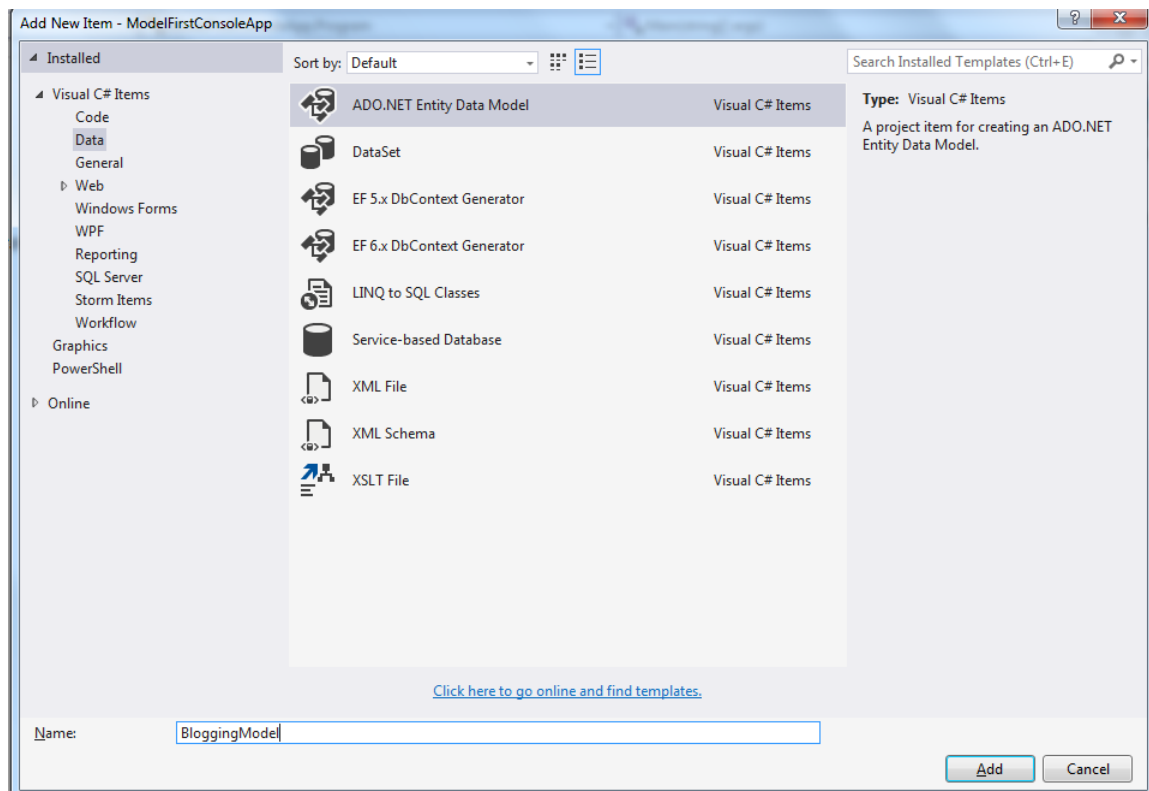 Add New Item - ModelFirstConsoleApp
Installed
Sort by: Default
Search Installed Templates (Ctrl+E)
Visual C# Items
Code
Data
General
Web
Windows Forms
WPF
Reporting
SQL Server
Storm Items
Workflow
Graphics
PowerShell
Online
ADO.NET Entity Data Model Visual C# Items
DataSet Visual C# Items
EF 5.x DbContext Generator Visual C# Items
EF 6.x DbContext Generator Visual C# Items
LINQ to SQL Classes Visual C# Items
Service-based Database Visual C# Items
XML File Visual C# Items
XML Schema Visual C# Items
XSLT File Visual C# Items
Type: Visual C# Items
A project item for creating an ADO.NET
Entity Data Model.
Click here to go online and find templates.
Name: BloggingModel
Add Cancel